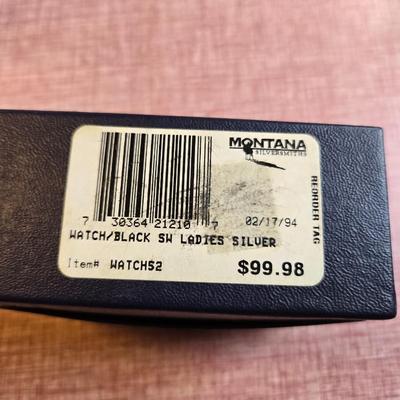 MONTANA
SILVERSMITHS
7 30364 21210 7
02/17/94
WATCH/BLACK SW LADIES SILVER
Item# WATCHS2
$99.98
REORDER TAG